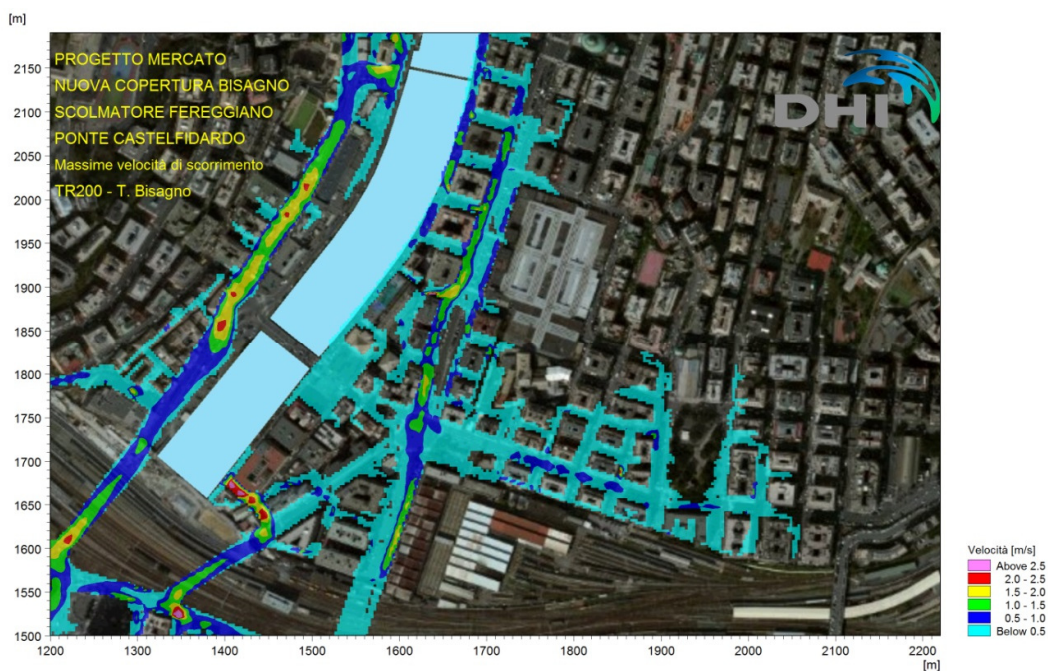 [m]
2150
2100
2050
2000
1950
1900
1850
1800
1750
1700
1650
1600
1550
1500
PROGETTO MERCATO
NUOVA COPERTURA BISAGNO
SCOLMATORE FEREGGIANO
PONTE CASTELFIDARDO
Massime velocità di scorrimento
TR200 - T. Bisagno
DHI
1200 1300 1400 1500 1600 1700 1800 1900 2000 2100 2200
[m]
Velocità [m/s]
Above 2.5
2.0 - 2.5
1.5 - 2.0
1.0 - 1.5
0.5 - 1.0
Below 0.5